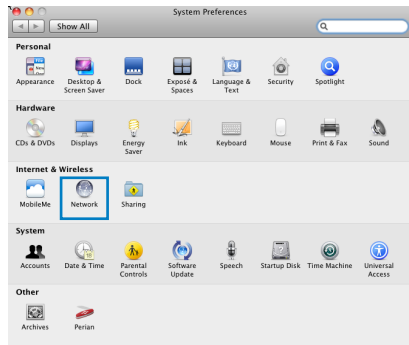 System Preferences
Show All
Personal
Appearance
Desktop &
Screen Saver
Dock
Exposé &
Spaces
Language &
Text
Security
Spotlight
Hardware
CDs & DVDs
Displays
Energy
Saver
Ink
Keyboard
Mouse
Print & Fax
Sound
Internet & Wireless
MobileMe
Network
Sharing
System
Accounts
Date & Time
Parental
Controls
Software
Update
Speech
Startup Disk
Time Machine
Universal
Access
Other
Archives
Perian